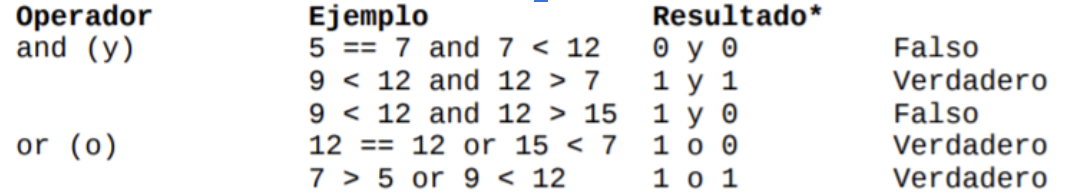 Operador Ejemplo Resultado*
and (y) 5 == 7 and 7 < 12 0 y 0 Falso
9 < 12 and 12 > 7 1 y 1 Verdadero
9 < 12 and 12 > 15 1 y 0 Falso
or (o) 12 == 12 or 15 < 7 1 o 0 Verdadero
7 > 5 or 9 < 12 1 o 1 Verdadero